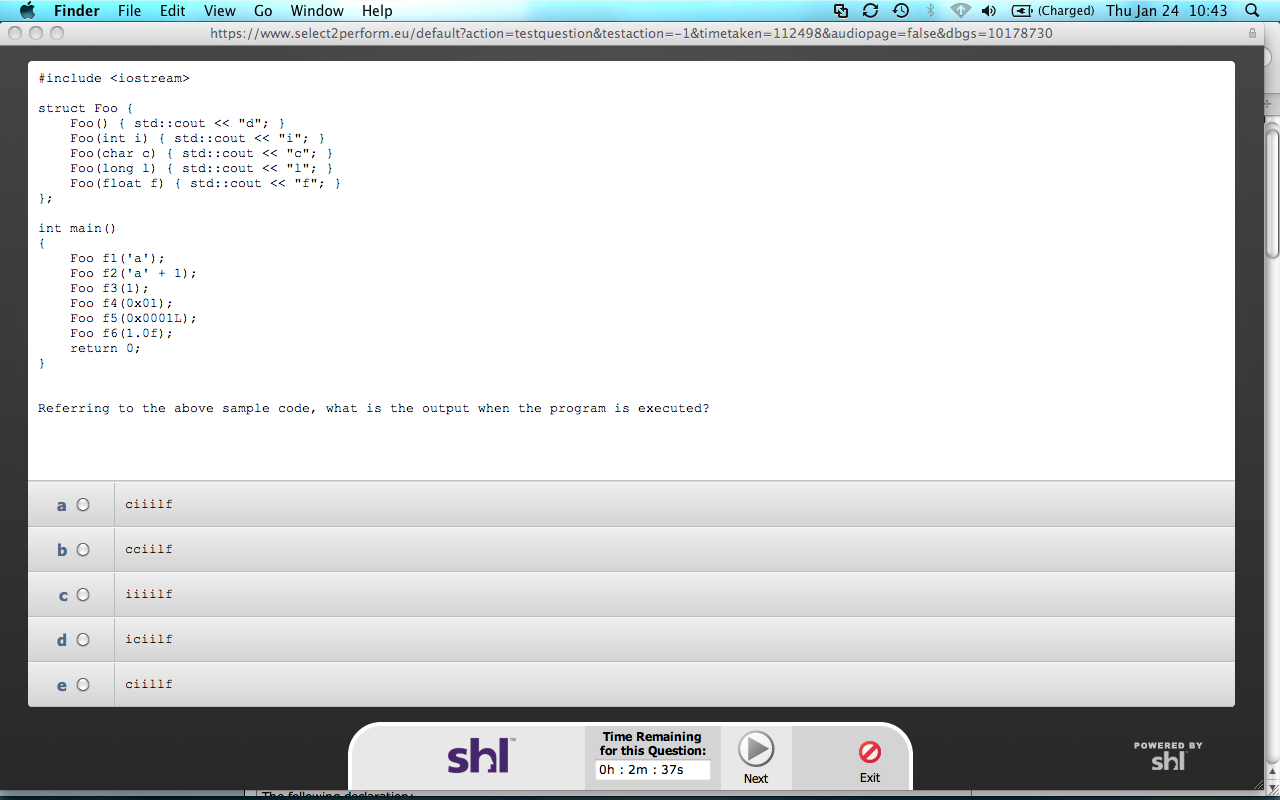 Finder File Edit View Go Window Help (Charged) Thu Jan 24 10:43
https://www.select2perform.eu/default?action=testquestion&testaction=-1&timetaken=112498&audiopage=false&dbgs=10178730
#include <iostream>
struct Foo {
    Foo() { std::cout << "d"; }
    Foo(int i) { std::cout << "i"; }
    Foo(char c) { std::cout << "c"; }
    Foo(long l) { std::cout << "l"; }
    Foo(float f) { std::cout << "f"; }
};
int main()
{
    Foo f1('a');
    Foo f2('a' + 1);
    Foo f3(1);
    Foo f4(0x01);
    Foo f5(0x0001L);
    Foo f6(1.0f);
    return 0;
}
Referring to the above sample code, what is the output when the program is executed?
a ciiilf
b cciilf
c iiiilf
d iciilf
e ciillf
shl™
Time Remaining
for this Question:
0h : 2m : 37s
Next
Exit
POWERED BY
shl
The following declaration: